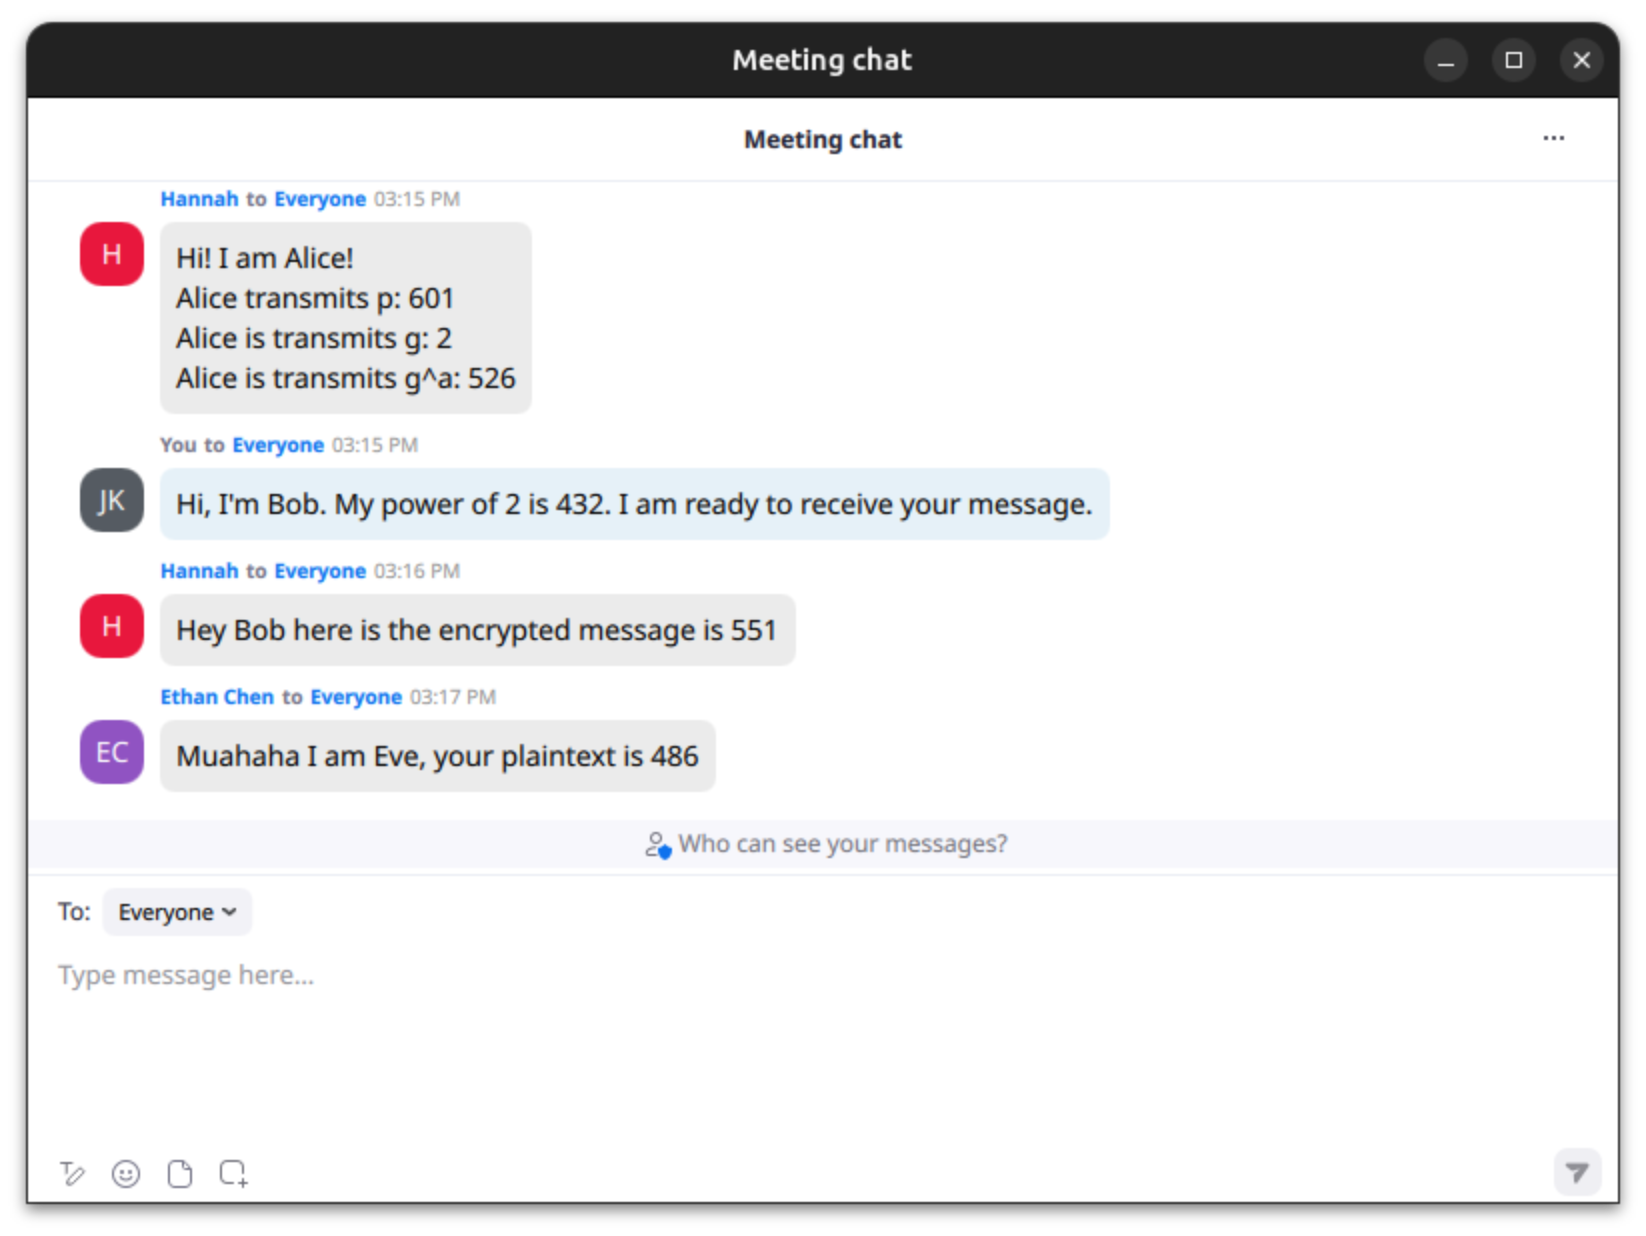 Meeting chat
Meeting chat
Hannah to Everyone 03:15 PM
H
Hi! I am Alice!
Alice transmits p: 601
Alice is transmits g: 2
Alice is transmits g^a: 526
You to Everyone 03:15 PM
JK
Hi, I'm Bob. My power of 2 is 432. I am ready to receive your message.
Hannah to Everyone 03:16 PM
H
Hey Bob here is the encrypted message is 551
Ethan Chen to Everyone 03:17 PM
EC
Muahaha I am Eve, your plaintext is 486
Who can see your messages?
To: Everyone
Type message here...